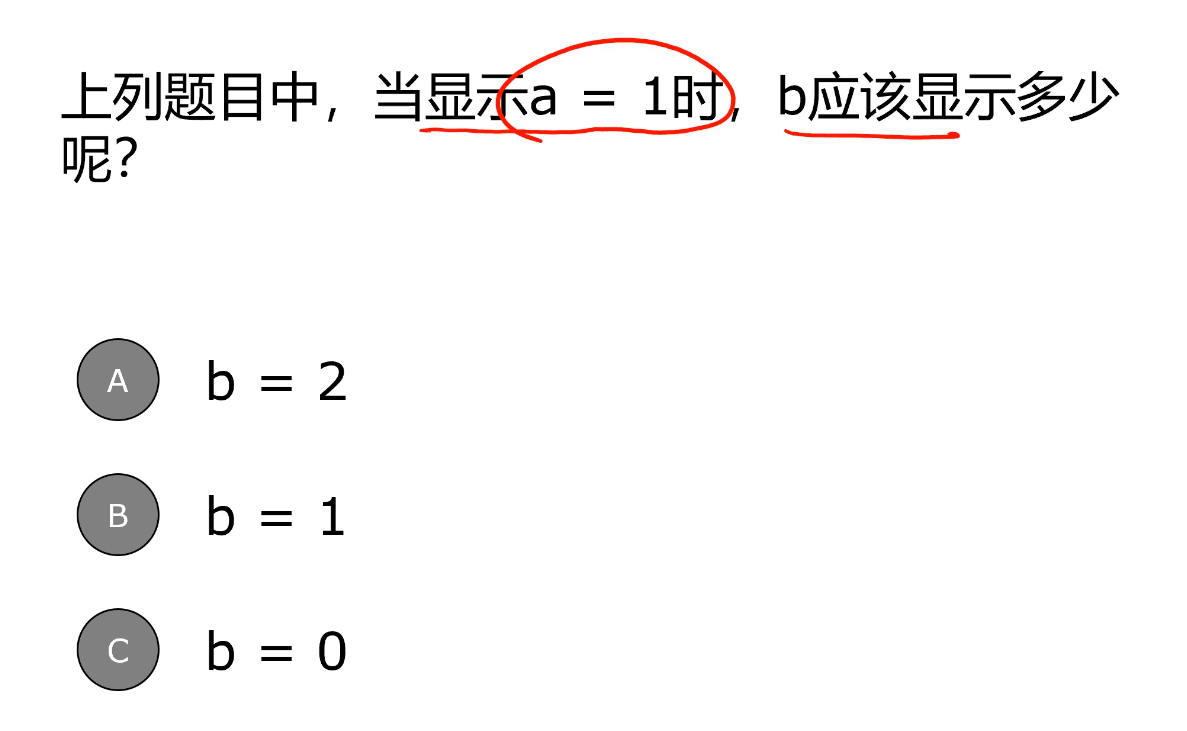 上列题目中，当显示a = 1时，b应该显示多少
呢？
A b = 2
B b = 1
C b = 0